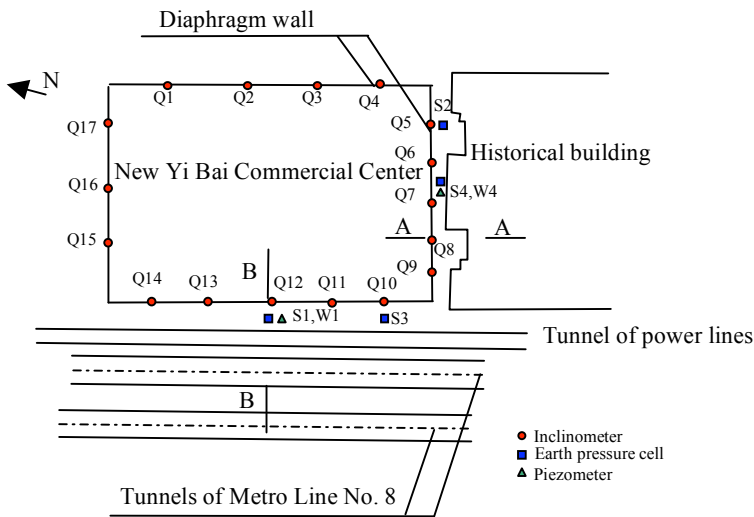 Diaphragm wall
N
Q1
Q2
Q3
Q4
S2
Q5
Q17
Q6
New Yi Bai Commercial Center
Historical building
Q16
S4,W4
Q7
A
A
Q15
Q8
B
Q9
Q14
Q13
Q12
Q11
Q10
S1,W1
S3
Tunnel of power lines
B
Inclinometer
Earth pressure cell
Piezometer
Tunnels of Metro Line No. 8